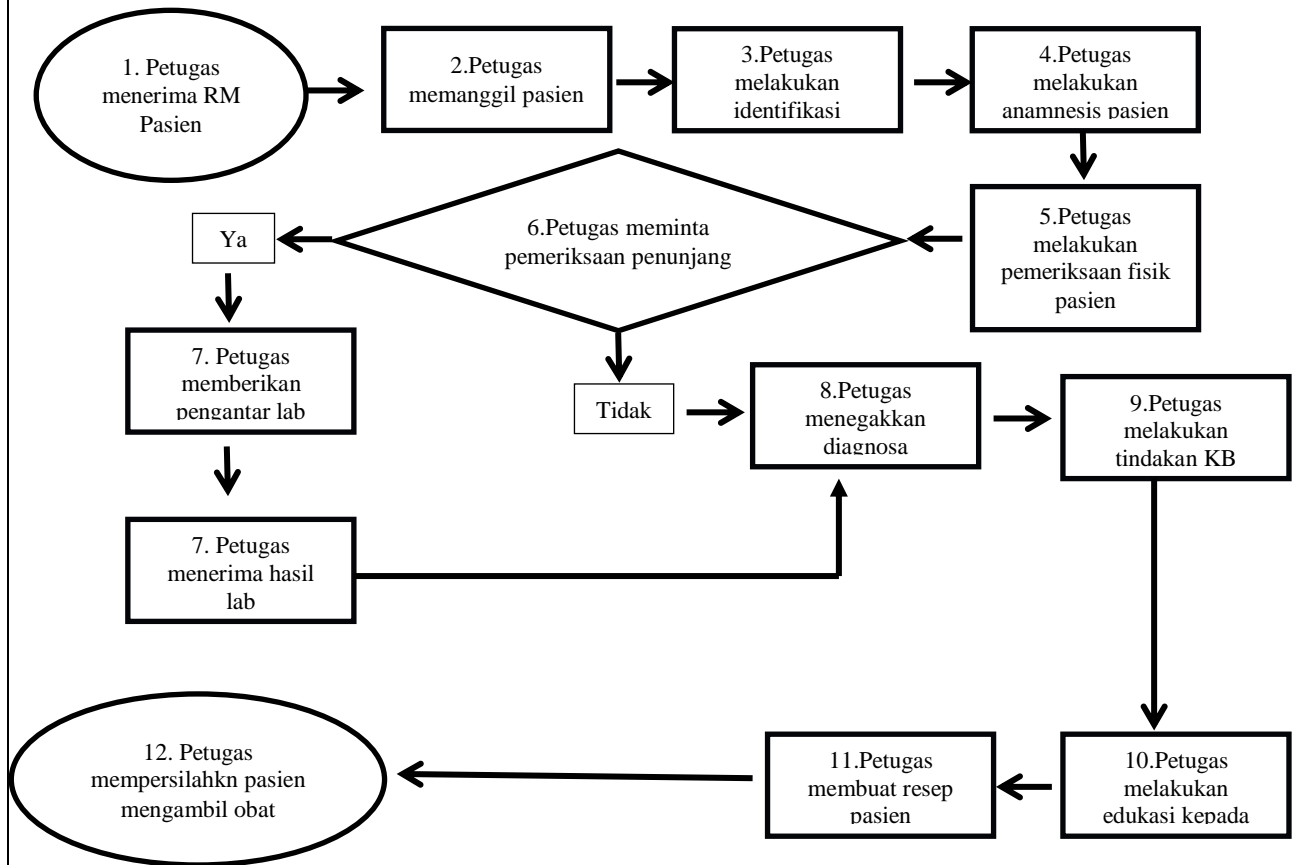 1. Petugas
menerima RM
Pasien
2.Petugas
memanggil pasien
3.Petugas
melakukan
identifikasi
4.Petugas
melakukan
anamnesis pasien
5.Petugas
melakukan
pemeriksaan fisik
pasien
6.Petugas meminta
pemeriksaan penunjang
Ya
7. Petugas
memberikan
pengantar lab
Tidak
8.Petugas
menegakkan
diagnosa
9.Petugas
melakukan
tindakan KB
7. Petugas
menerima hasil
lab
10.Petugas
melakukan
edukasi kepada
11.Petugas
membuat resep
pasien
12. Petugas
mempersilahkn pasien
mengambil obat